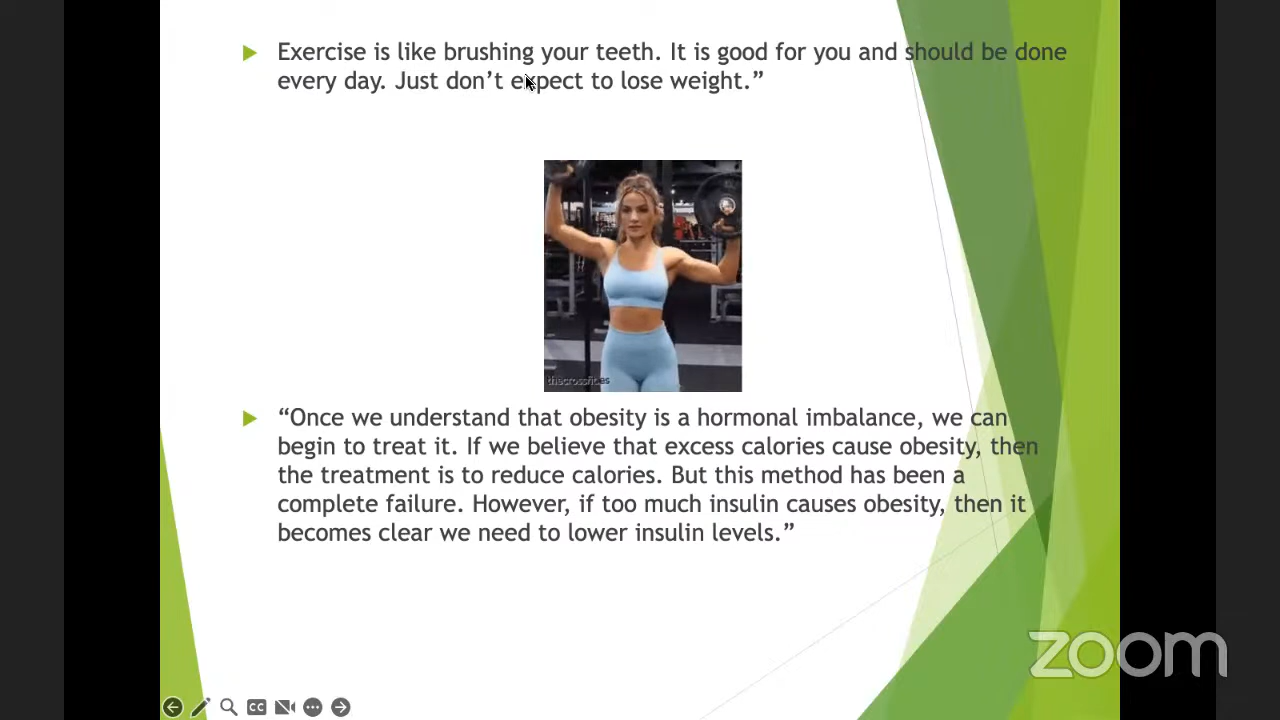 Exercise is like brushing your teeth. It is good for you and should be done
every day. Just don’t expect to lose weight.”
thecrossfit.es
“Once we understand that obesity is a hormonal imbalance, we can
begin to treat it. If we believe that excess calories cause obesity, then
the treatment is to reduce calories. But this method has been a
complete failure. However, if too much insulin causes obesity, then it
becomes clear we need to lower insulin levels.”
zoom
CC